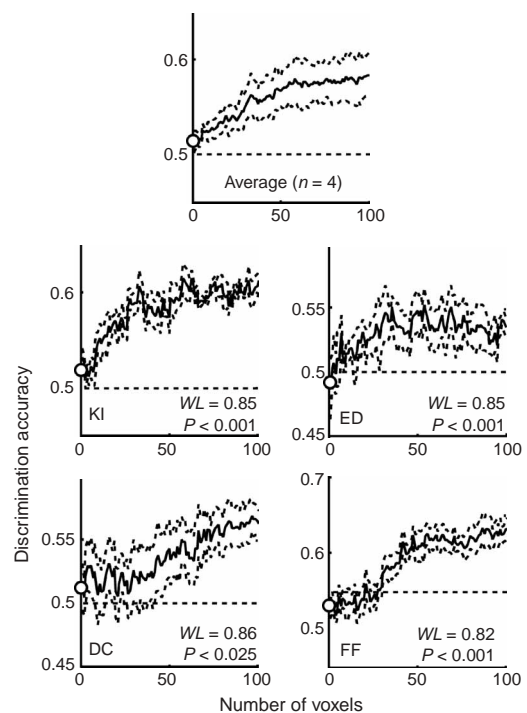 0.6
0.5
Average (n = 4)
0 50 100
Discrimination accuracy
0.6
0.5
KI
WL = 0.85
P < 0.001
0 50 100
0.55
0.5
0.45
ED
WL = 0.85
P < 0.001
0 50 100
0.55
0.5
0.45
DC
WL = 0.86
P < 0.025
0 50 100
0.7
0.6
0.5
FF
WL = 0.82
P < 0.001
0 50 100
Number of voxels